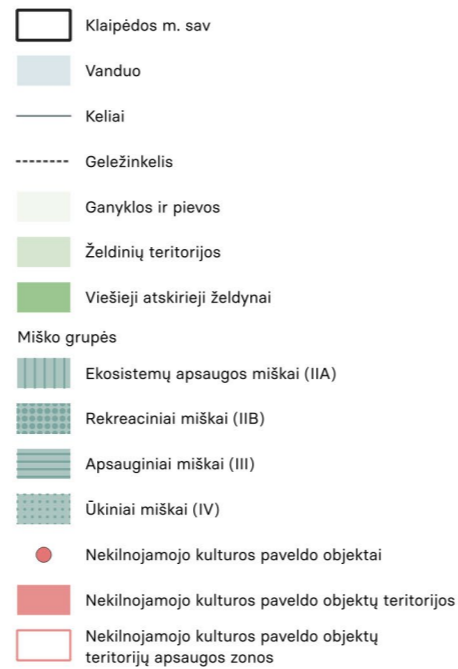 Klaipėdos m. sav
Vanduo
Keliai
Geležinkelis
Ganyklos ir pievos
Želdinių teritorijos
Viešieji atskirieji želdynai
Miško grupės
Ekosistemų apsaugos miškai (IIA)
Rekreaciniai miškai (IIB)
Apsauginiai miškai (III)
Ūkiniai miškai (IV)
Nekilnojamojo kulturos paveldo objektai
Nekilnojamojo kulturos paveldo objektų teritorijos
Nekilnojamojo kulturos paveldo objektų
teritorijų apsaugos zonos